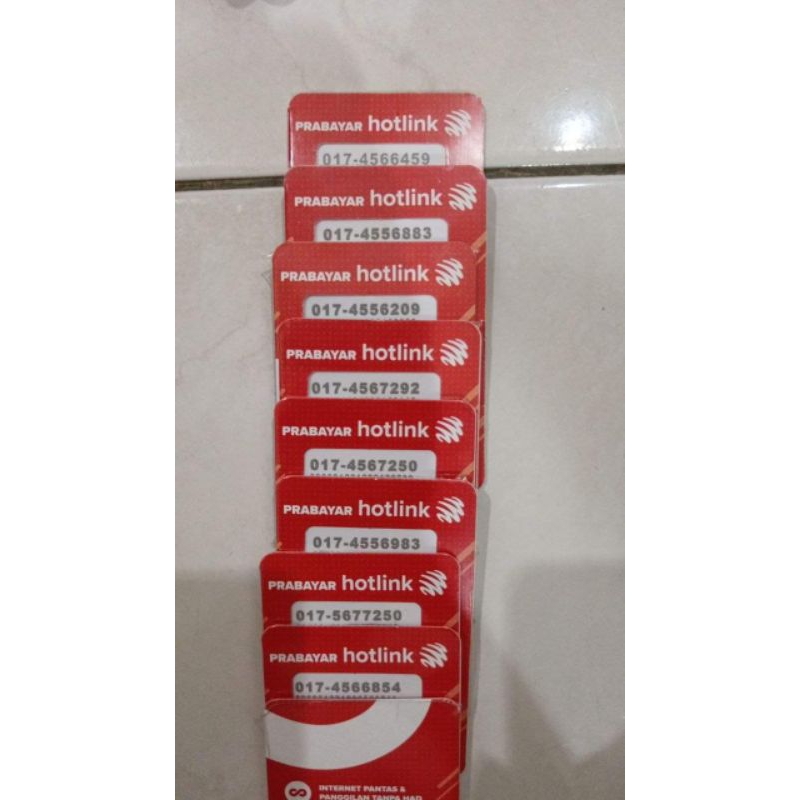 PRABAYAR hotlink
017-4566459
PRABAYAR hotlink
017-4556883
PRABAYAR hotlink
017-4556209
PRABAYAR hotlink
017-4567292
PRABAYAR hotlink
017-4567250
PRABAYAR hotlink
017-4556983
PRABAYAR hotlink
017-5677250
PRABAYAR hotlink
017-4566854
INTERNET PANTAS &
PANGGILAN TANPA HAD